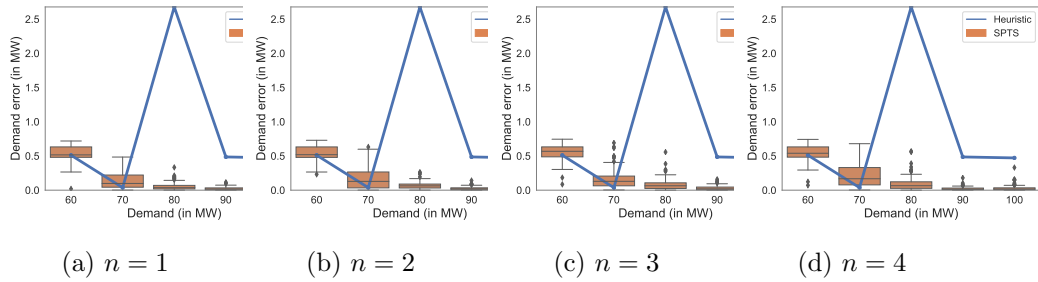 Demand error (in MW)
2.5
2.0
1.5
1.0
0.5
0.0
60 70 80 90
Demand (in MW)
(a) n = 1
Demand error (in MW)
2.5
2.0
1.5
1.0
0.5
0.0
60 70 80 90
Demand (in MW)
(b) n = 2
Demand error (in MW)
2.5
2.0
1.5
1.0
0.5
0.0
60 70 80 90
Demand (in MW)
(c) n = 3
Demand error (in MW)
2.5
2.0
1.5
1.0
0.5
0.0
60 70 80 90 100
Demand (in MW)
Heuristic
SPTS
(d) n = 4